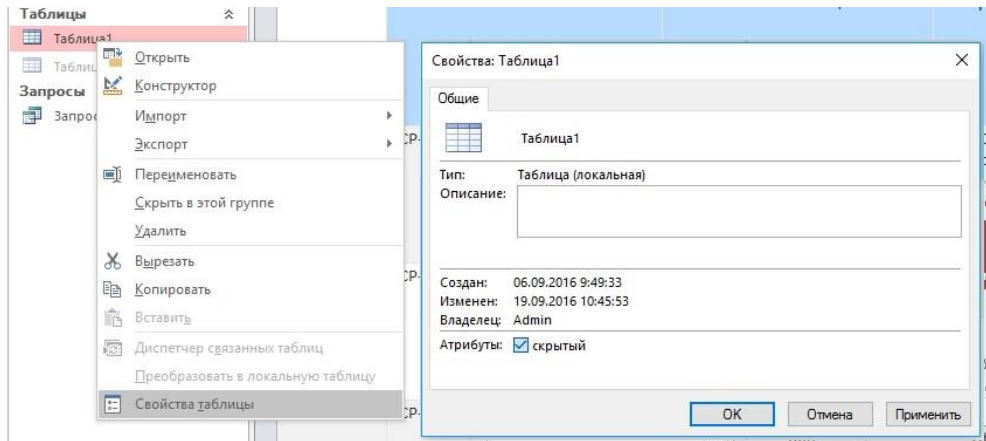 Таблицы
Таблица1
Запросы
Открыть
Конструктор
Импорт
Экспорт
Переименовать
Скрыть в этой группе
Удалить
Вырезать
Копировать
Вставить
Диспетчер связанных таблиц
Преобразовать в локальную таблицу
Свойства таблицы
Свойства: Таблица1
Общие
Таблица1
Тип: Таблица (локальная)
Описание:
Создан: 06.09.2016 9:49:33
Изменен: 19.09.2016 10:45:53
Владелец: Admin
Атрибуты: скрытый
OK Отмена Применить